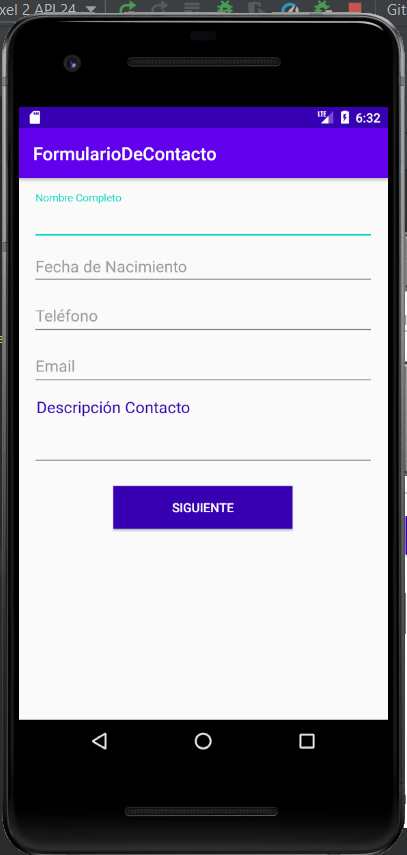 xel 2 API 24
Git
LTE
6:32
FormularioDeContacto
Nombre Completo
Fecha de Nacimiento
Teléfono
Email
Descripción Contacto
SIGUIENTE